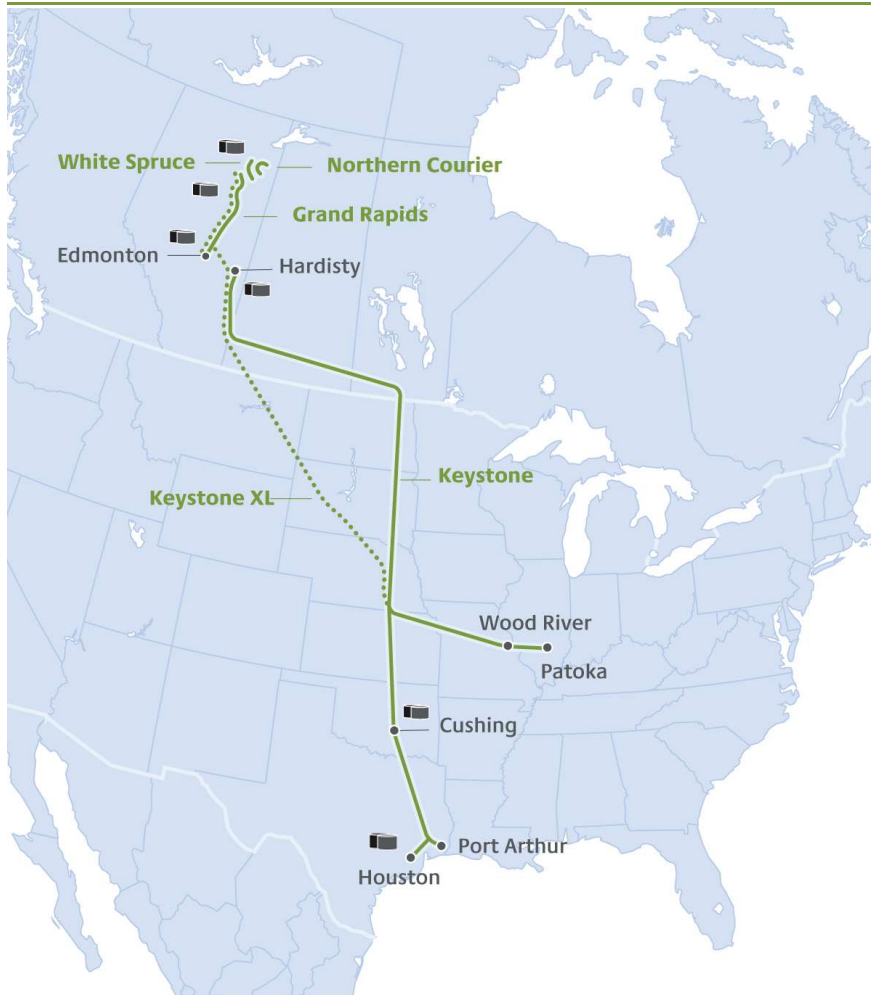 White Spruce
Northern Courier
Grand Rapids
Edmonton
Hardisty
Keystone XL
Keystone
Wood River
Patoka
Cushing
Port Arthur
Houston